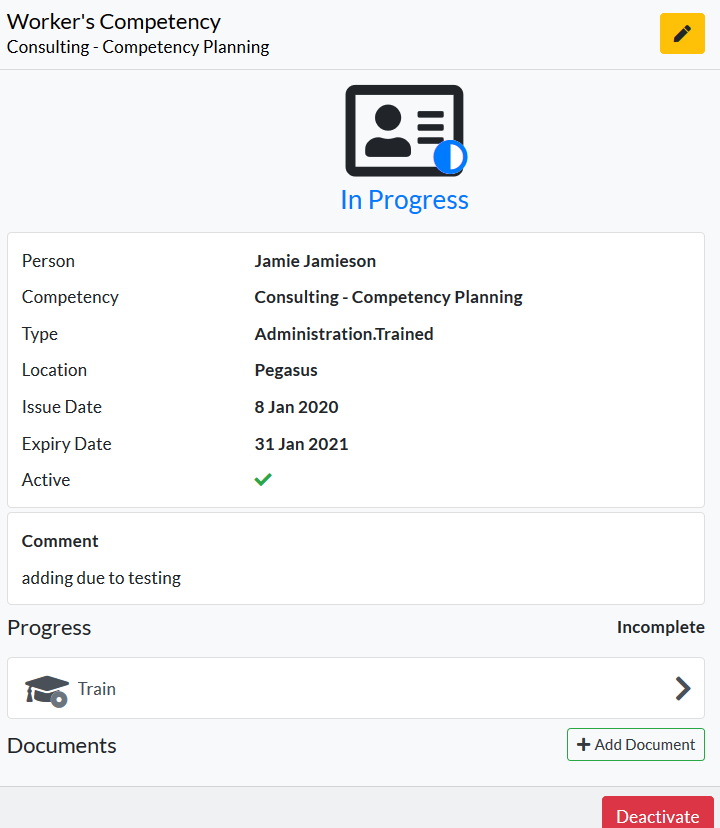 Worker's Competency
Consulting - Competency Planning
In Progress
Person Jamie Jamieson
Competency Consulting - Competency Planning
Type Administration.Trained
Location Pegasus
Issue Date 8 Jan 2020
Expiry Date 31 Jan 2021
Active
Comment
adding due to testing
Progress Incomplete
Train
Documents + Add Document
Deactivate